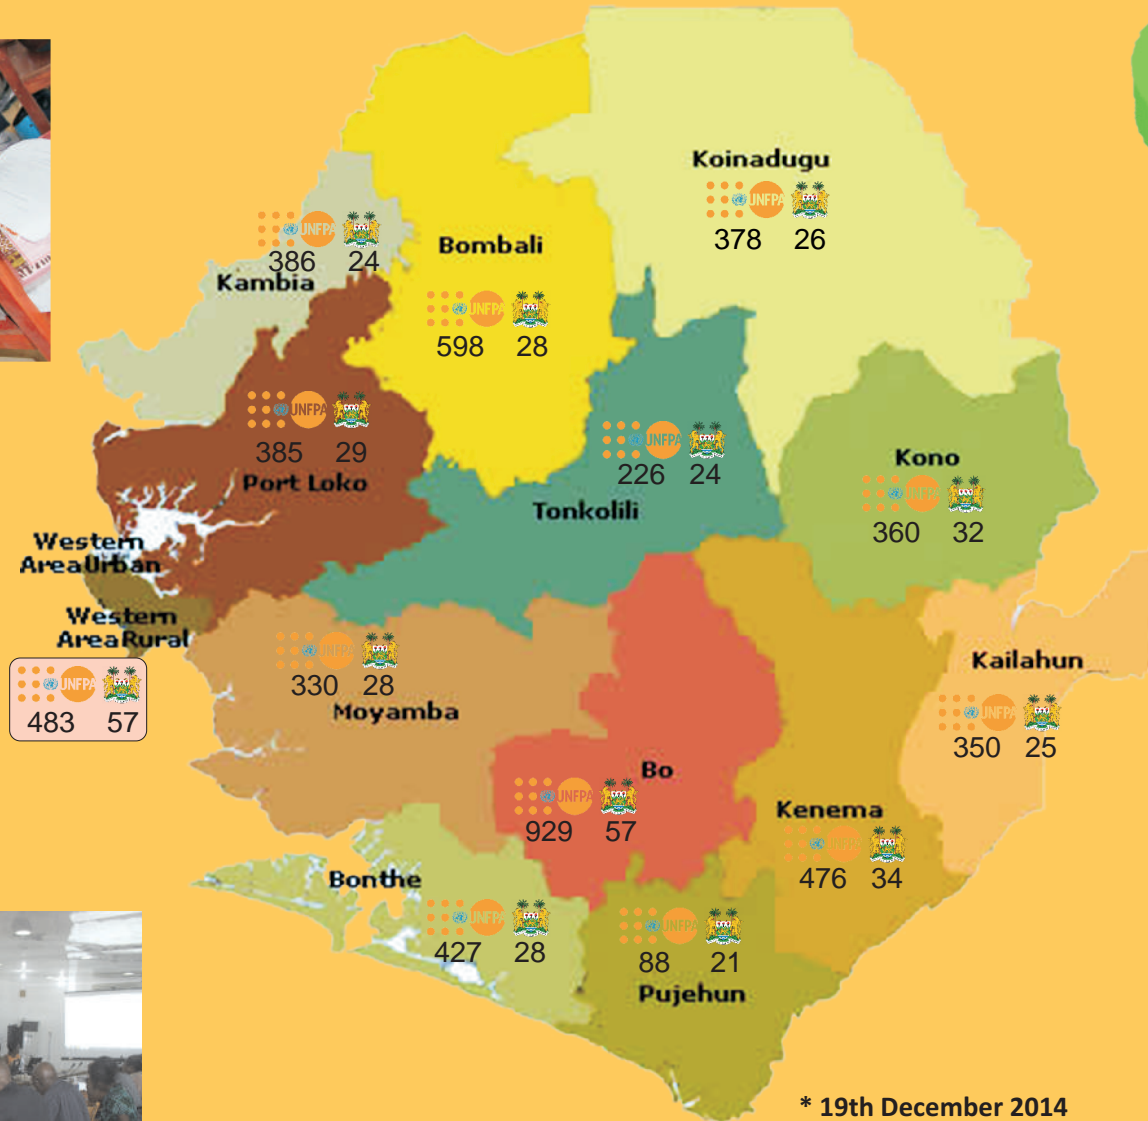 Koinadugu
UNFPA
378 26
UNFPA
386 24
Kambia
Bombali
UNFPA
598 28
UNFPA
385 29
Port Loko
UNFPA
226 24
Tonkolili
Kono
UNFPA
360 32
Western
Area Urban
Western
Area Rural
UNFPA
483 57
UNFPA
330 28
Moyamba
Kailahun
UNFPA
350 25
Bo
UNFPA
929 57
Kenema
UNFPA
476 34
Bonthe
UNFPA
427 28
UNFPA
88 21
Pujehun
* 19th December 2014